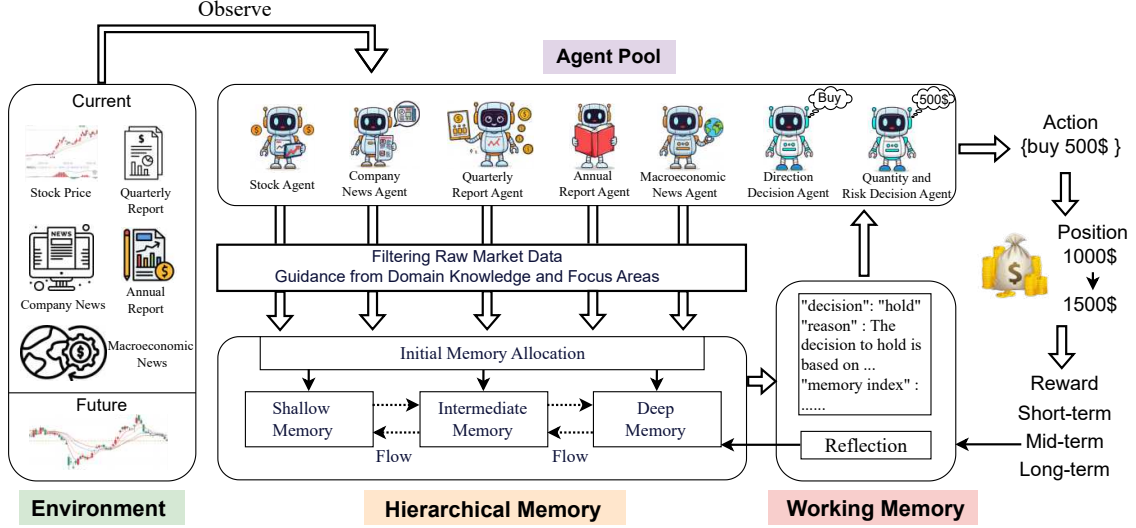 Observe
Agent Pool
Current
Stock Price
Quarterly
Report
NEWS
Company News
Annual
Report
Macroeconomic
News
Future
Environment
Buy
500$
Stock Agent
Company
News Agent
Quarterly
Report Agent
Annual
Report Agent
Macroeconomic
News Agent
Direction
Decision Agent
Quantity and
Risk Decision Agent
Filtering Raw Market Data
Guidance from Domain Knowledge and Focus Areas
Initial Memory Allocation
Shallow
Memory
Intermediate
Memory
Deep
Memory
Flow
Flow
Hierarchical Memory
"decision": "hold"
"reason" : The
decision to hold is
based on ...
"memory index" :
......
Reflection
Working Memory
Action
{buy 500$ }
Position
1000$
1500$
Reward
Short-term
Mid-term
Long-term